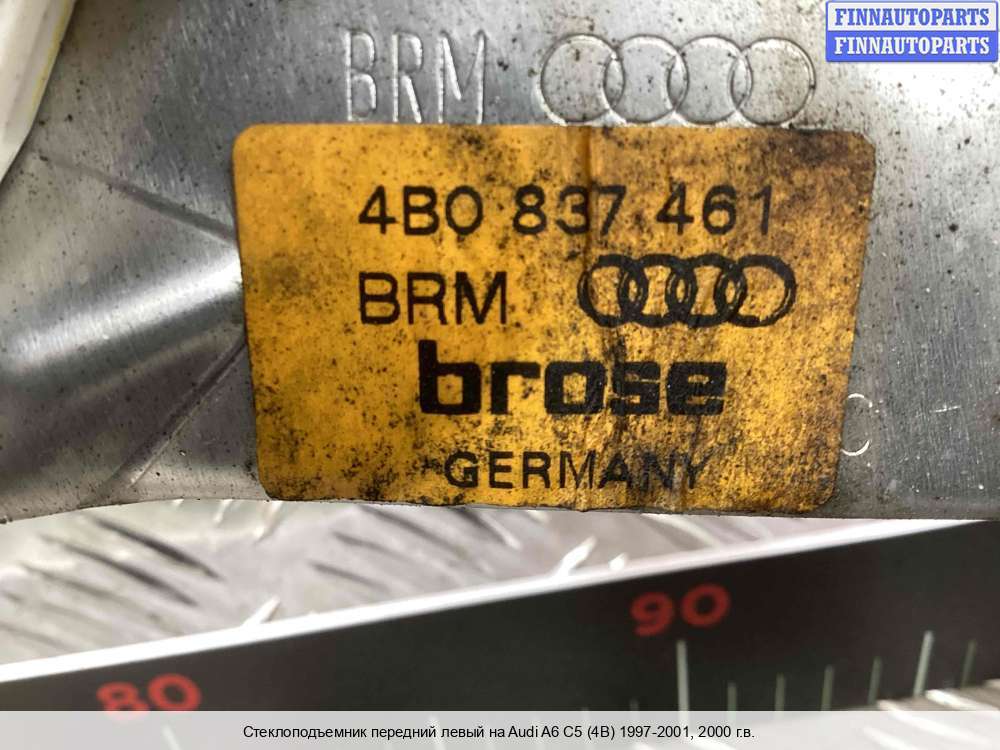 FINNAUTOPARTS
FINNAUTOPARTS
BRM
4B0 837 461
BRM
brose
GERMANY
C
90
80
Стеклоподъемник передний левый на Audi A6 C5 (4B) 1997-2001, 2000 г.в.